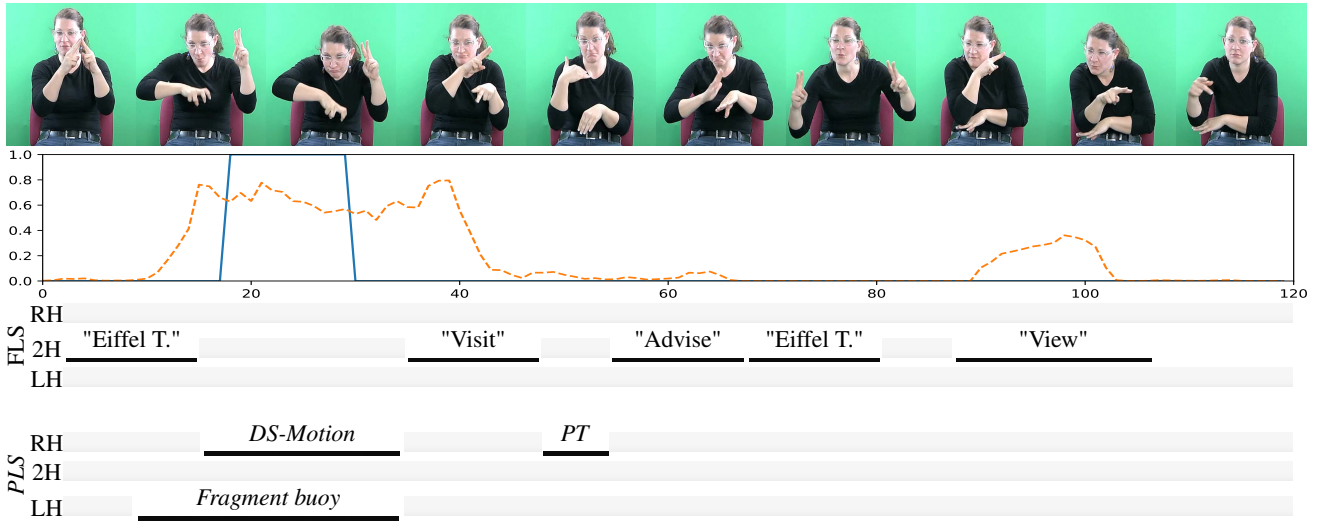 1.0
0.8
0.6
0.4
0.2
0.0
0 20 40 60 80 100 120
FLS
RH
2H "Eiffel T." "Visit" "Advise" "Eiffel T." "View"
LH
PLS
RH DS-Motion PT
2H
LH Fragment buoy